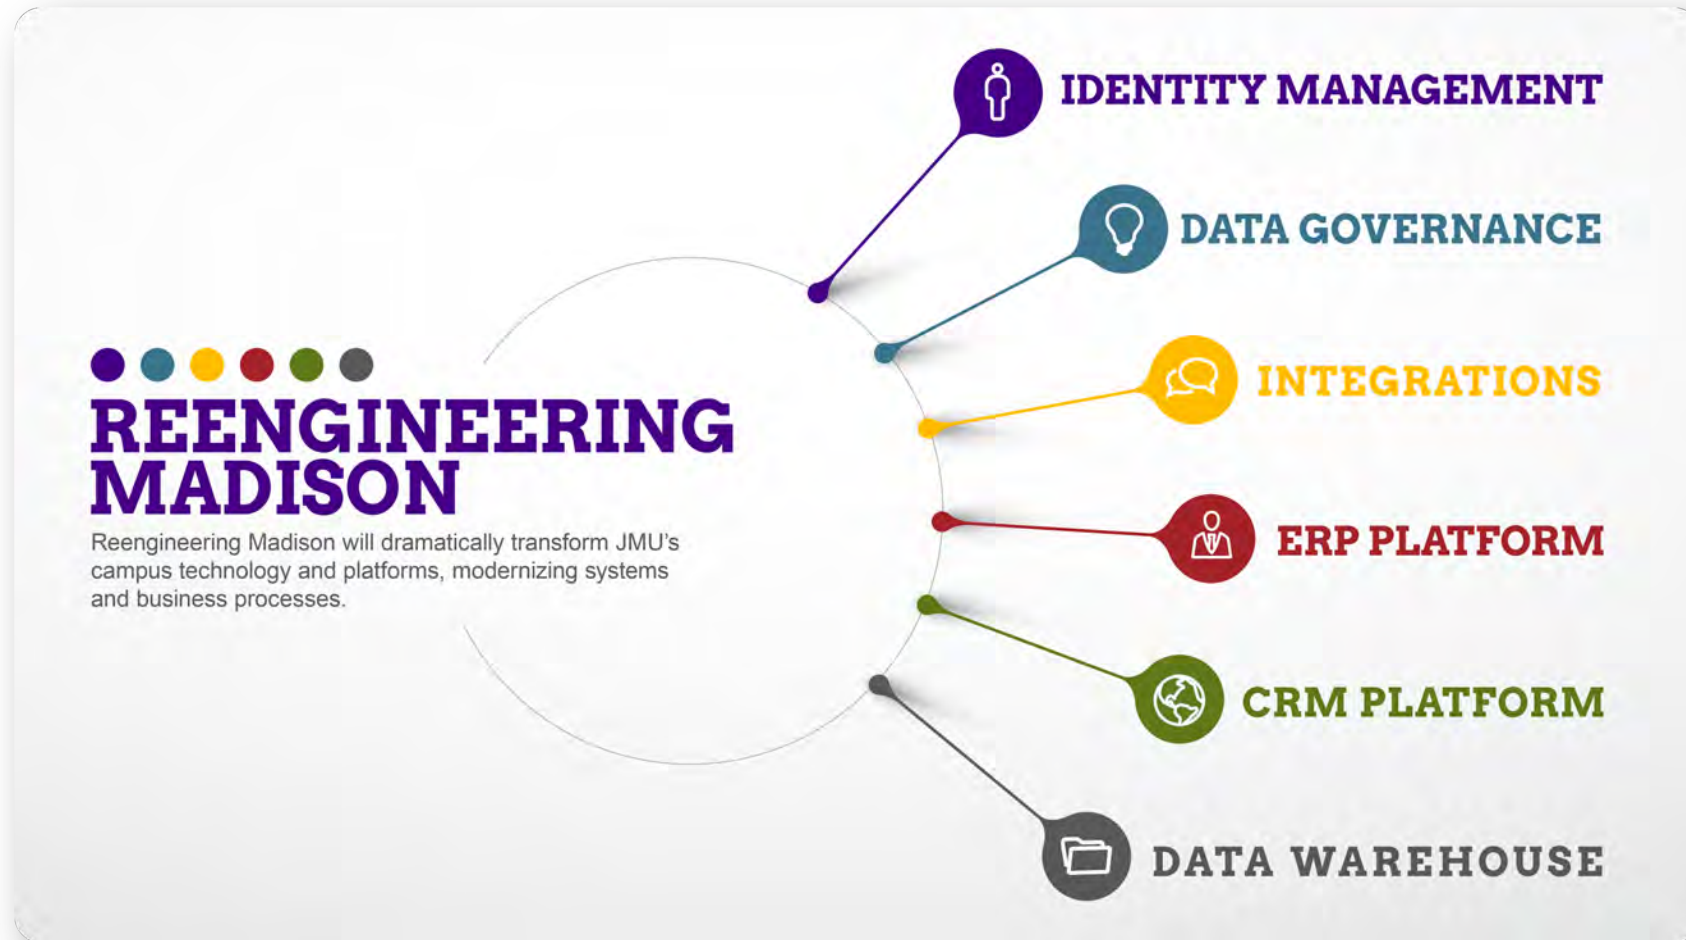 REENGINEERING
MADISON
Reengineering Madison will dramatically transform JMU's
campus technology and platforms, modernizing systems
and business processes.
IDENTITY MANAGEMENT
DATA GOVERNANCE
INTEGRATIONS
ERP PLATFORM
CRM PLATFORM
DATA WAREHOUSE